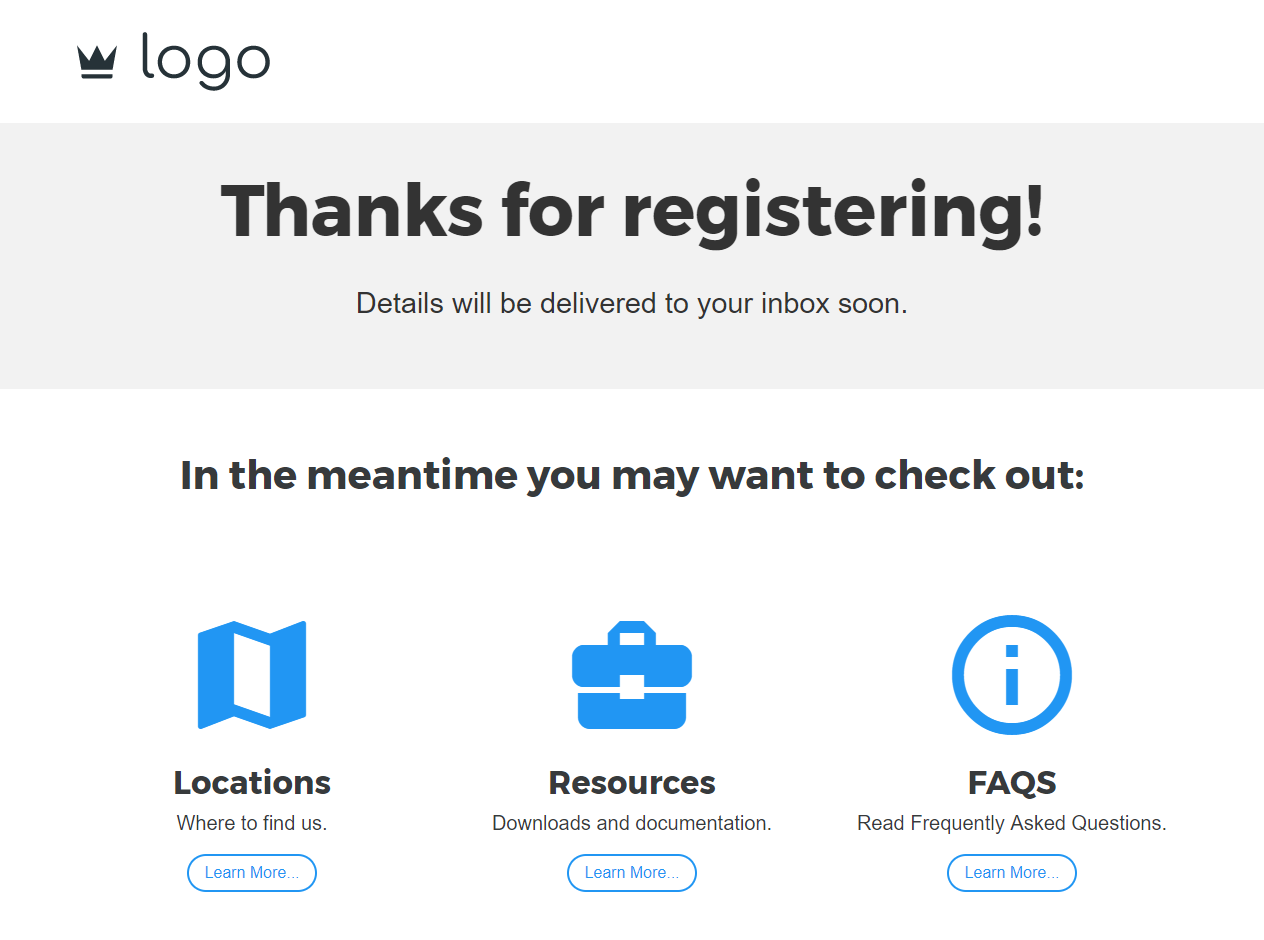 logo
Thanks for registering!
Details will be delivered to your inbox soon.
In the meantime you may want to check out:
Locations
Where to find us.
Learn More...
Resources
Downloads and documentation.
Learn More...
FAQS
Read Frequently Asked Questions.
Learn More...